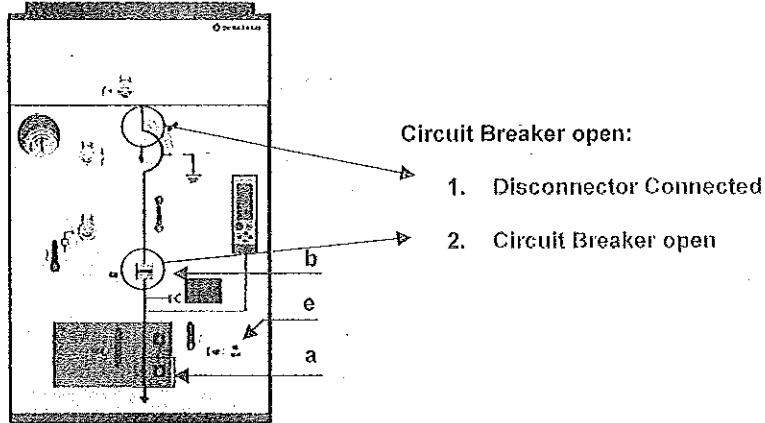 Circuit Breaker open:
1. Disconnector Connected
2. Circuit Breaker open
b
e
a